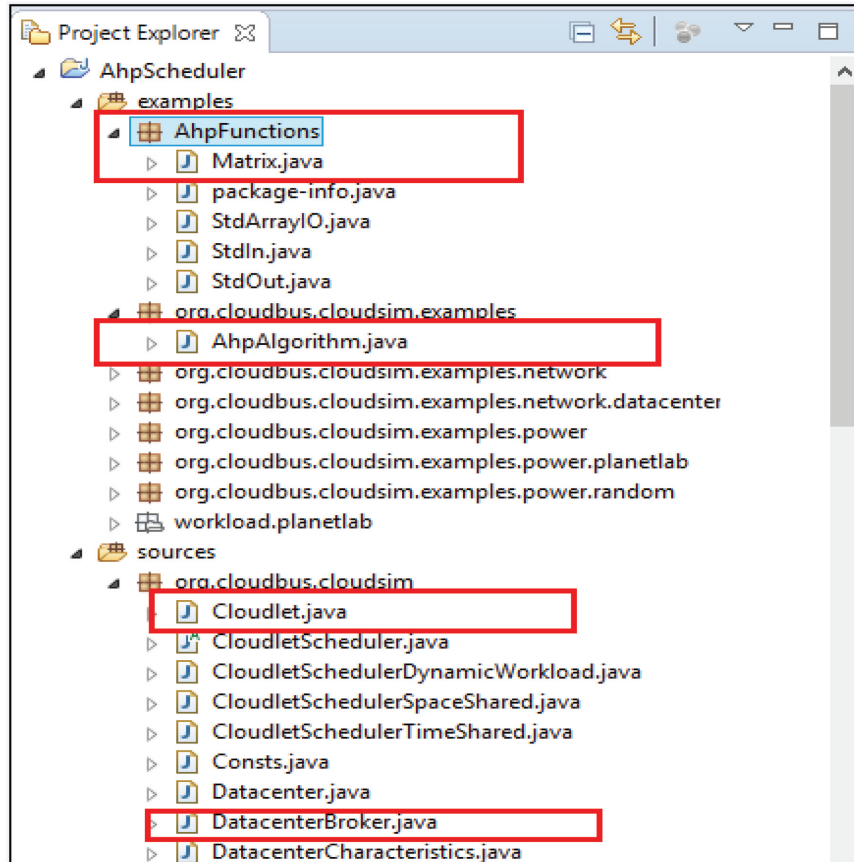 Project Explorer
AhpScheduler
examples
AhpFunctions
Matrix.java
package-info.java
StdArrayIO.java
StdIn.java
StdOut.java
org.cloudbus.cloudsim.examples
AhpAlgorithm.java
org.cloudbus.cloudsim.examples.network
org.cloudbus.cloudsim.examples.network.datacenter
org.cloudbus.cloudsim.examples.power
org.cloudbus.cloudsim.examples.power.planetlab
org.cloudbus.cloudsim.examples.power.random
workload.planetlab
sources
org.cloudbus.cloudsim
Cloudlet.java
CloudletScheduler.java
CloudletSchedulerDynamicWorkload.java
CloudletSchedulerSpaceShared.java
CloudletSchedulerTimeShared.java
Consts.java
Datacenter.java
DatacenterBroker.java
DatacenterCharacteristics.java